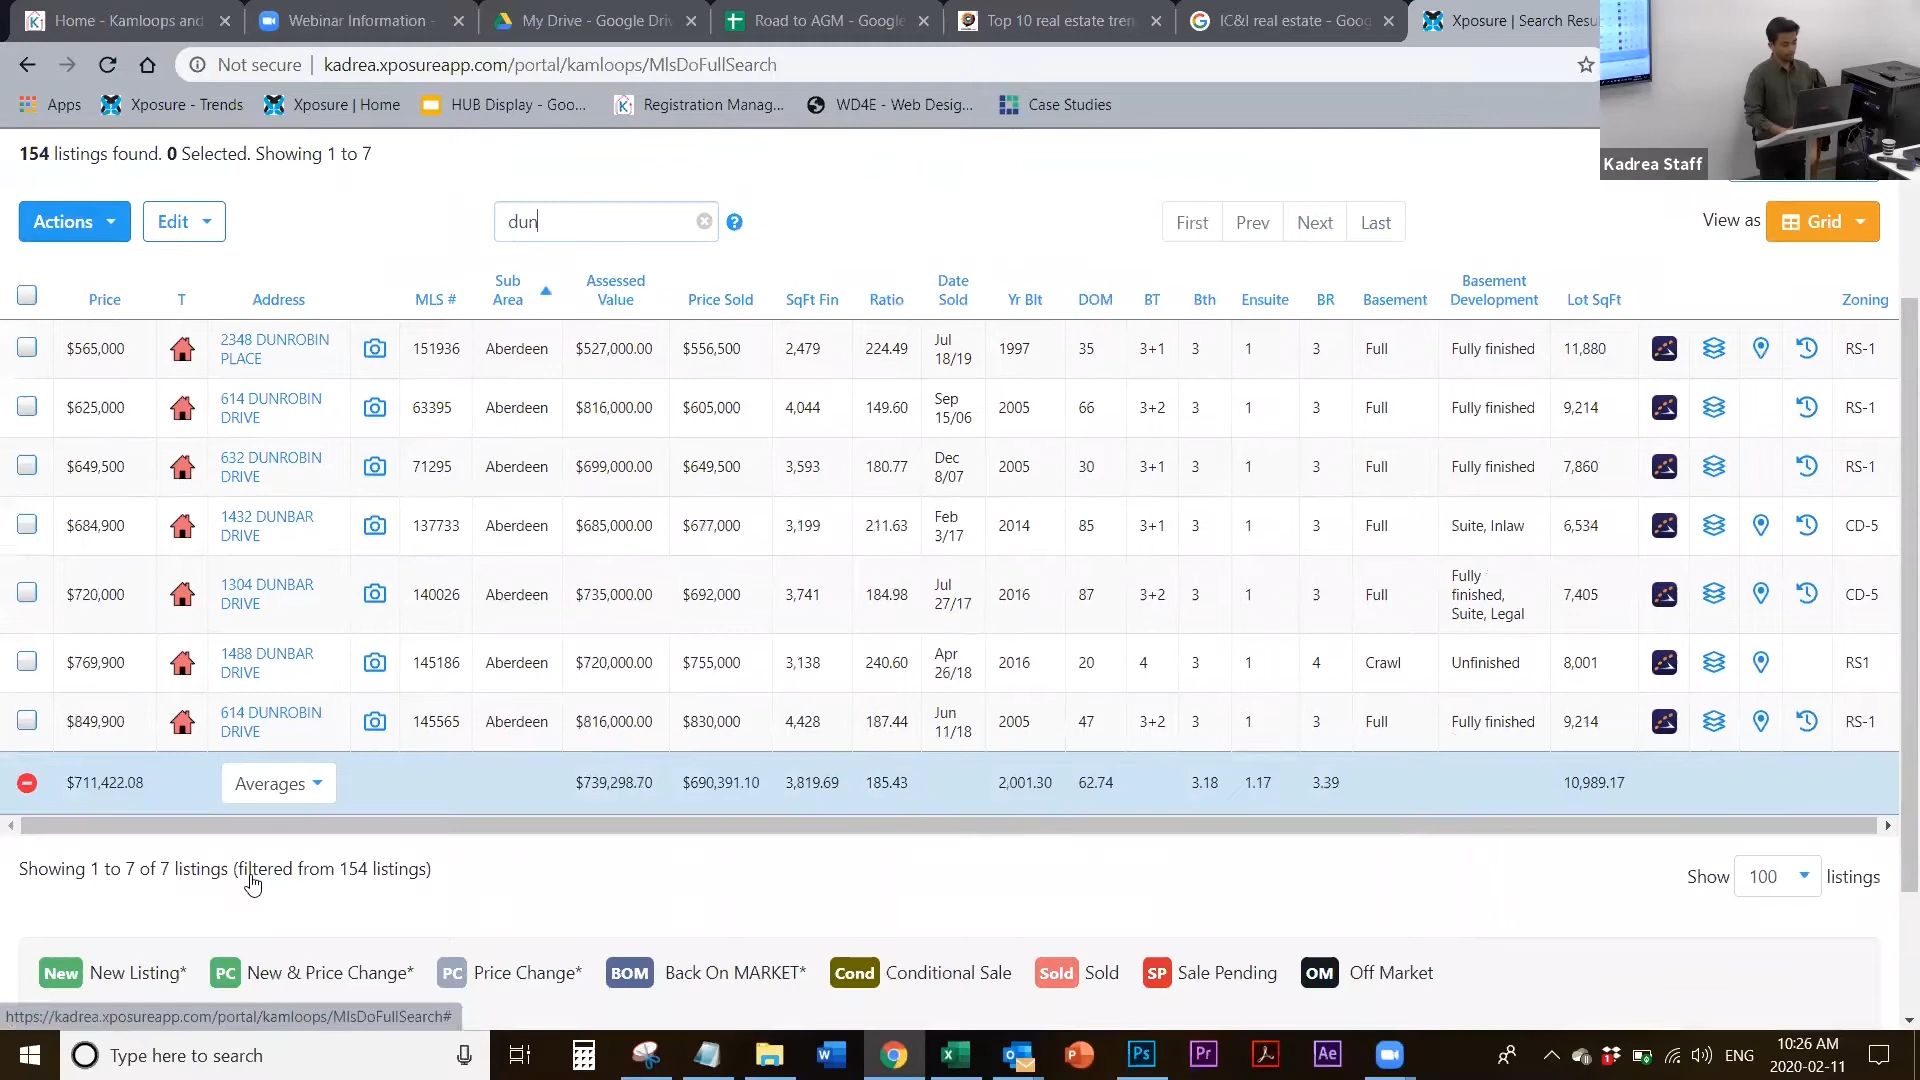 Home - Kamloops and
Webinar Information -
My Drive - Google Driv
Road to AGM - Google
Top 10 real estate tren
IC&I real estate - Goog
Xposure | Search Resu
Not secure | kadrea.xposureapp.com/portal/kamloops/MlsDoFullSearch
Apps Xposure - Trends Xposure | Home HUB Display - Goo... Registration Manag... WD4E - Web Desig... Case Studies
Kadrea Staff
154 listings found. 0 Selected. Showing 1 to 7
Actions Edit dun First Prev Next Last View as Grid
Price T Address MLS # Sub Area Assessed Value Price Sold SqFt Fin Ratio Date Sold Yr Blt DOM BT Bth Ensuite BR Basement Basement Development Lot SqFt Zoning
$565,000 2348 DUNROBIN PLACE 151936 Aberdeen $527,000.00 $556,500 2,479 224.49 Jul 18/19 1997 35 3+1 3 1 3 Full Fully finished 11,880 RS-1
$625,000 614 DUNROBIN DRIVE 63395 Aberdeen $816,000.00 $605,000 4,044 149.60 Sep 15/06 2005 66 3+2 3 1 3 Full Fully finished 9,214 RS-1
$649,500 632 DUNROBIN DRIVE 71295 Aberdeen $699,000.00 $649,500 3,593 180.77 Dec 8/07 2005 30 3+1 3 1 3 Full Fully finished 7,860 RS-1
$684,900 1432 DUNBAR DRIVE 137733 Aberdeen $685,000.00 $677,000 3,199 211.63 Feb 3/17 2014 85 3+1 3 1 3 Full Suite, Inlaw 6,534 CD-5
$720,000 1304 DUNBAR DRIVE 140026 Aberdeen $735,000.00 $692,000 3,741 184.98 Jul 27/17 2016 87 3+2 3 1 3 Full Fully finished, Suite, Legal 7,405 CD-5
$769,900 1488 DUNBAR DRIVE 145186 Aberdeen $720,000.00 $755,000 3,138 240.60 Apr 26/18 2016 20 4 3 1 4 Crawl Unfinished 8,001 RS1
$849,900 614 DUNROBIN DRIVE 145565 Aberdeen $816,000.00 $830,000 4,428 187.44 Jun 11/18 2005 47 3+2 3 1 3 Full Fully finished 9,214 RS-1
$711,422.08 Averages $739,298.70 $690,391.10 3,819.69 185.43 2,001.30 62.74 3.18 1.17 3.39 10,989.17
Showing 1 to 7 of 7 listings (filtered from 154 listings) Show 100 listings
New New Listing* PC New & Price Change* PC Price Change* BOM Back On MARKET* Cond Conditional Sale Sold Sold SP Sale Pending OM Off Market
https://kadrea.xposureapp.com/portal/kamloops/MlsDoFullSearch#
Type here to search
Ps Pr Ae
ENG 10:26 AM
2020-02-11